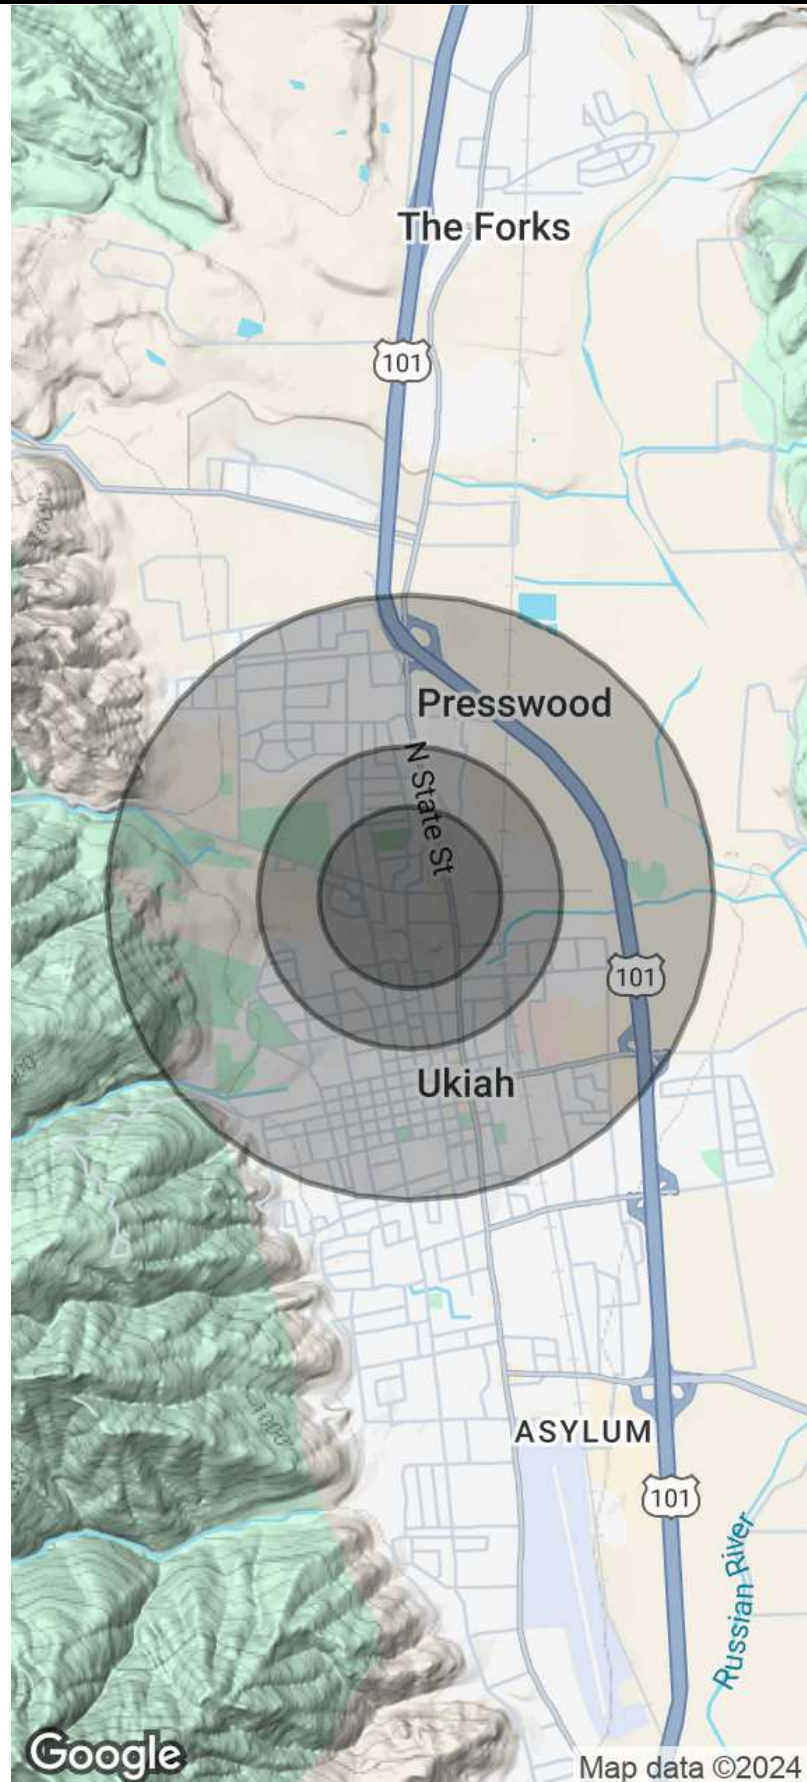 The Forks
101
Presswood
N State St
101
Ukiah
ASYLUM
101
Russian River
Google
Map data ©2024